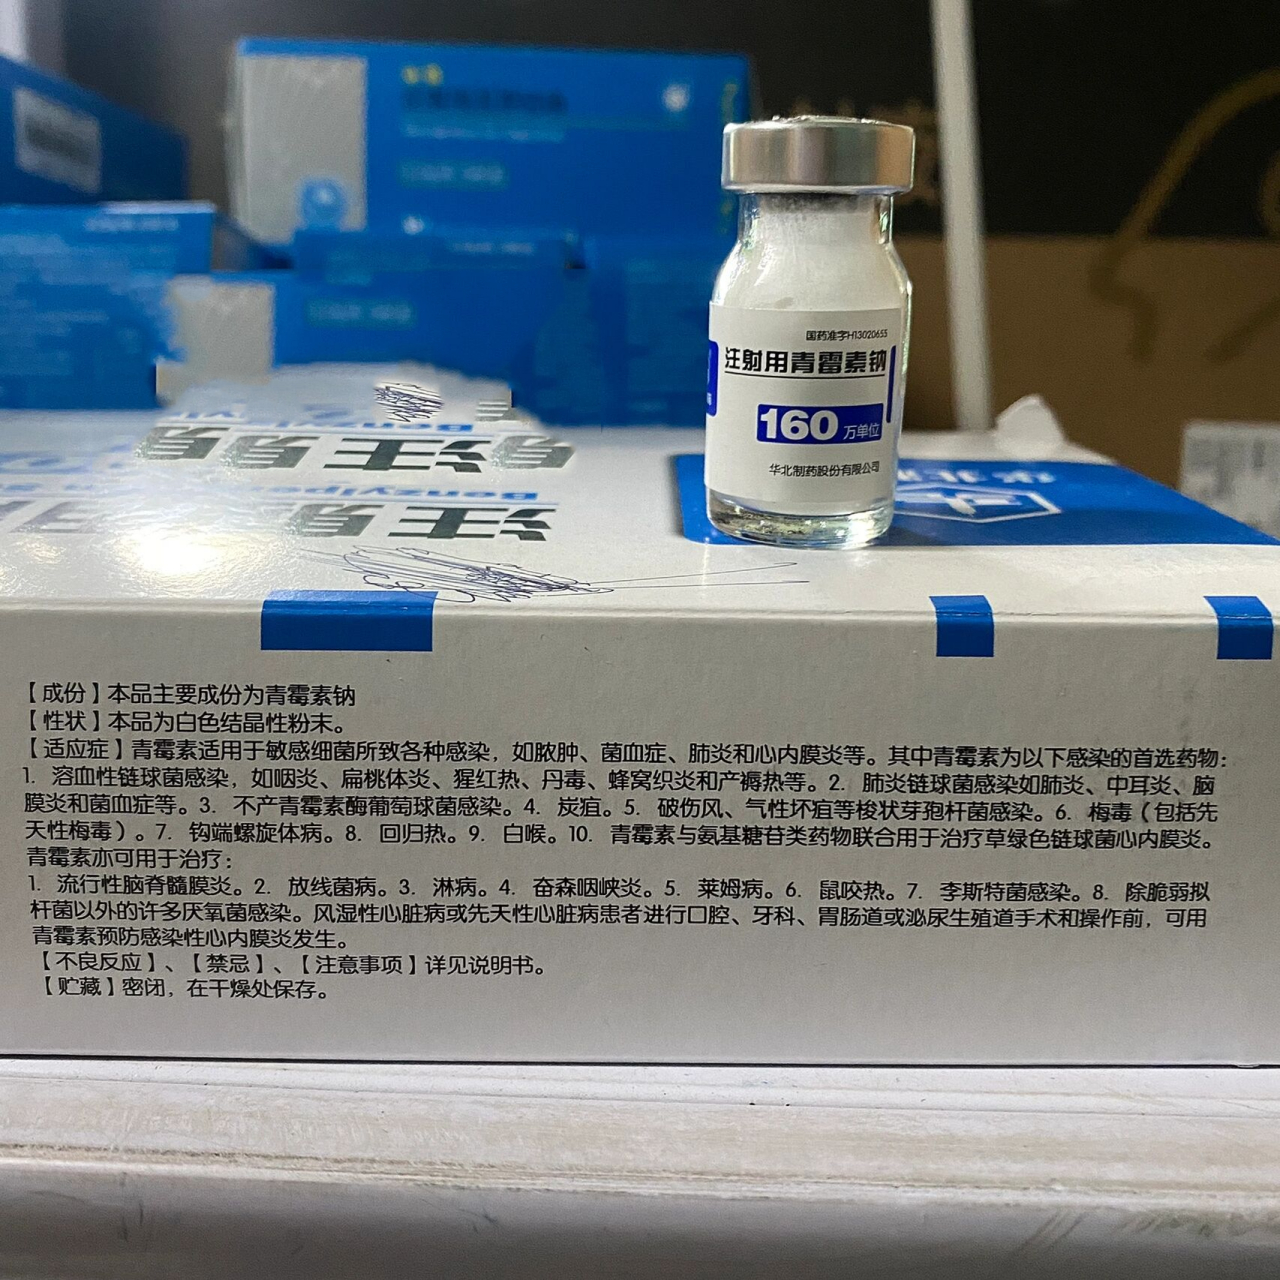 国药准字H13020655
注射用青霉素钠
160万单位
华北制药股份有限公司
Benzylpe
注射
Benzylpe
注射
华北
【成份】本品主要成份为青霉素钠
【性状】本品为白色结晶性粉末。
【适应症】青霉素适用于敏感细菌所致各种感染，如脓肿、菌血症、肺炎和心内膜炎等。其中青霉素为以下感染的首选药物：
1. 溶血性链球菌感染，如咽炎、扁桃体炎、猩红热、丹毒、蜂窝织炎和产褥热等。2. 肺炎链球菌感染如肺炎、中耳炎、脑
膜炎和菌血症等。3. 不产青霉素酶葡萄球菌感染。4. 炭疽。5. 破伤风、气性坏疽等梭状芽孢杆菌感染。6. 梅毒（包括先
天性梅毒）。7. 钩端螺旋体病。8. 回归热。9. 白喉。10. 青霉素与氨基糖苷类药物联合用于治疗草绿色链球菌心内膜炎。
青霉素亦可用于治疗：
1. 流行性脑脊髓膜炎。2. 放线菌病。3. 淋病。4. 奋森咽峡炎。5. 莱姆病。6. 鼠咬热。7. 李斯特菌感染。8. 除脆弱拟
杆菌以外的许多厌氧菌感染。风湿性心脏病或先天性心脏病患者进行口腔、牙科、胃肠道或泌尿生殖道手术和操作前，可用
青霉素预防感染性心内膜炎发生。
【不良反应】、【禁忌】、【注意事项】详见说明书。
【贮藏】密闭，在干燥处保存。